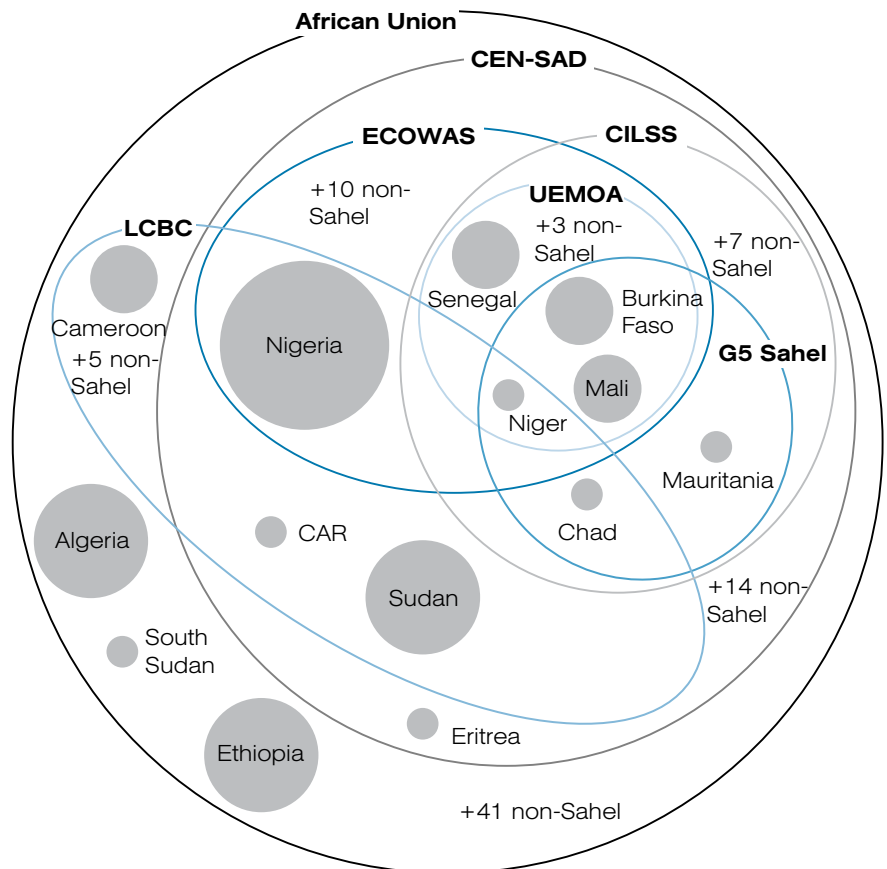 African Union
CEN-SAD
ECOWAS
CILSS
+10 non-
Sahel
UEMOA
+3 non-
Sahel
LCBC
+7 non-
Sahel
Senegal
Burkina
Faso
Cameroon
+5 non-
Sahel
Nigeria
G5 Sahel
Mali
Niger
Mauritania
Chad
Algeria
CAR
Sudan
+14 non-
Sahel
South
Sudan
Eritrea
Ethiopia
+41 non-Sahel